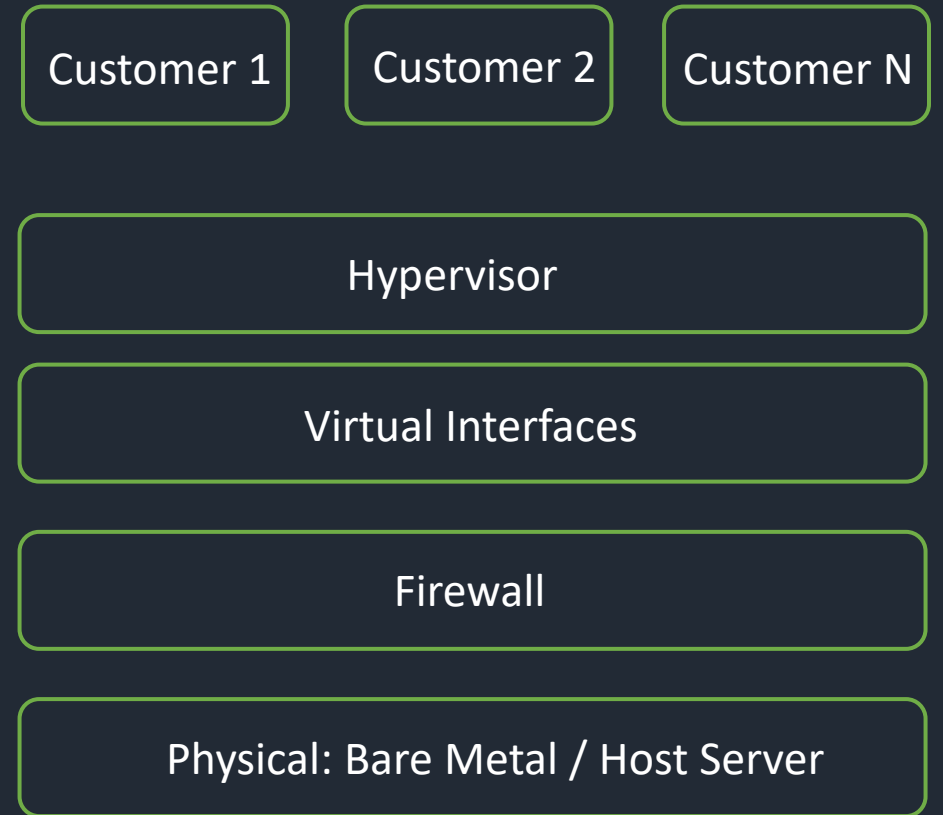 Customer 1
Customer 2
Customer N
Hypervisor
Virtual Interfaces
Firewall
Physical: Bare Metal / Host Server